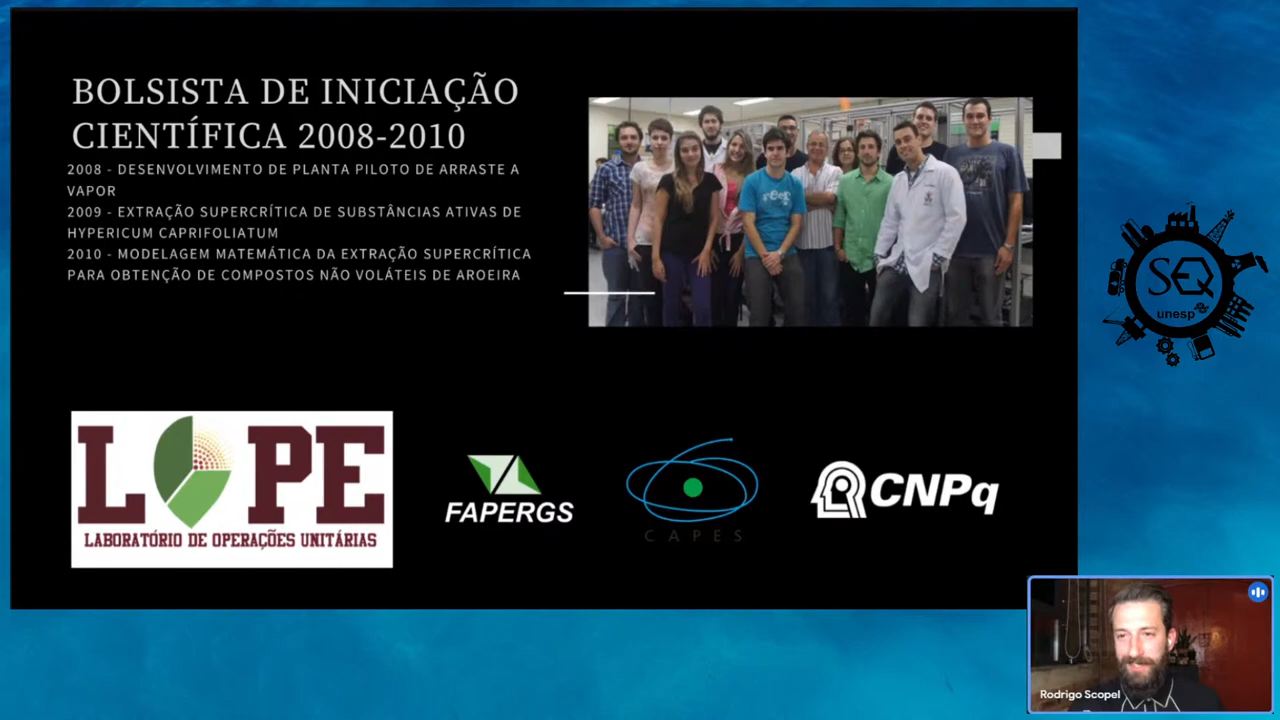 BOLSISTA DE INICIAÇÃO
CIENTÍFICA 2008-2010
2008 - DESENVOLVIMENTO DE PLANTA PILOTO DE ARRASTE A
VAPOR
2009 - EXTRAÇÃO SUPERCRÍTICA DE SUBSTÂNCIAS ATIVAS DE
HYPERICUM CAPRIFOLIATUM
2010 - MODELAGEM MATEMÁTICA DA EXTRAÇÃO SUPERCRÍTICA
PARA OBTENÇÃO DE COMPOSTOS NÃO VOLÁTEIS DE AROEIRA
SEQ
unesp
LOPE
LABORATÓRIO DE OPERAÇÕES UNITÁRIAS
FAPERGS
CAPES
CNPq
Rodrigo Scopel